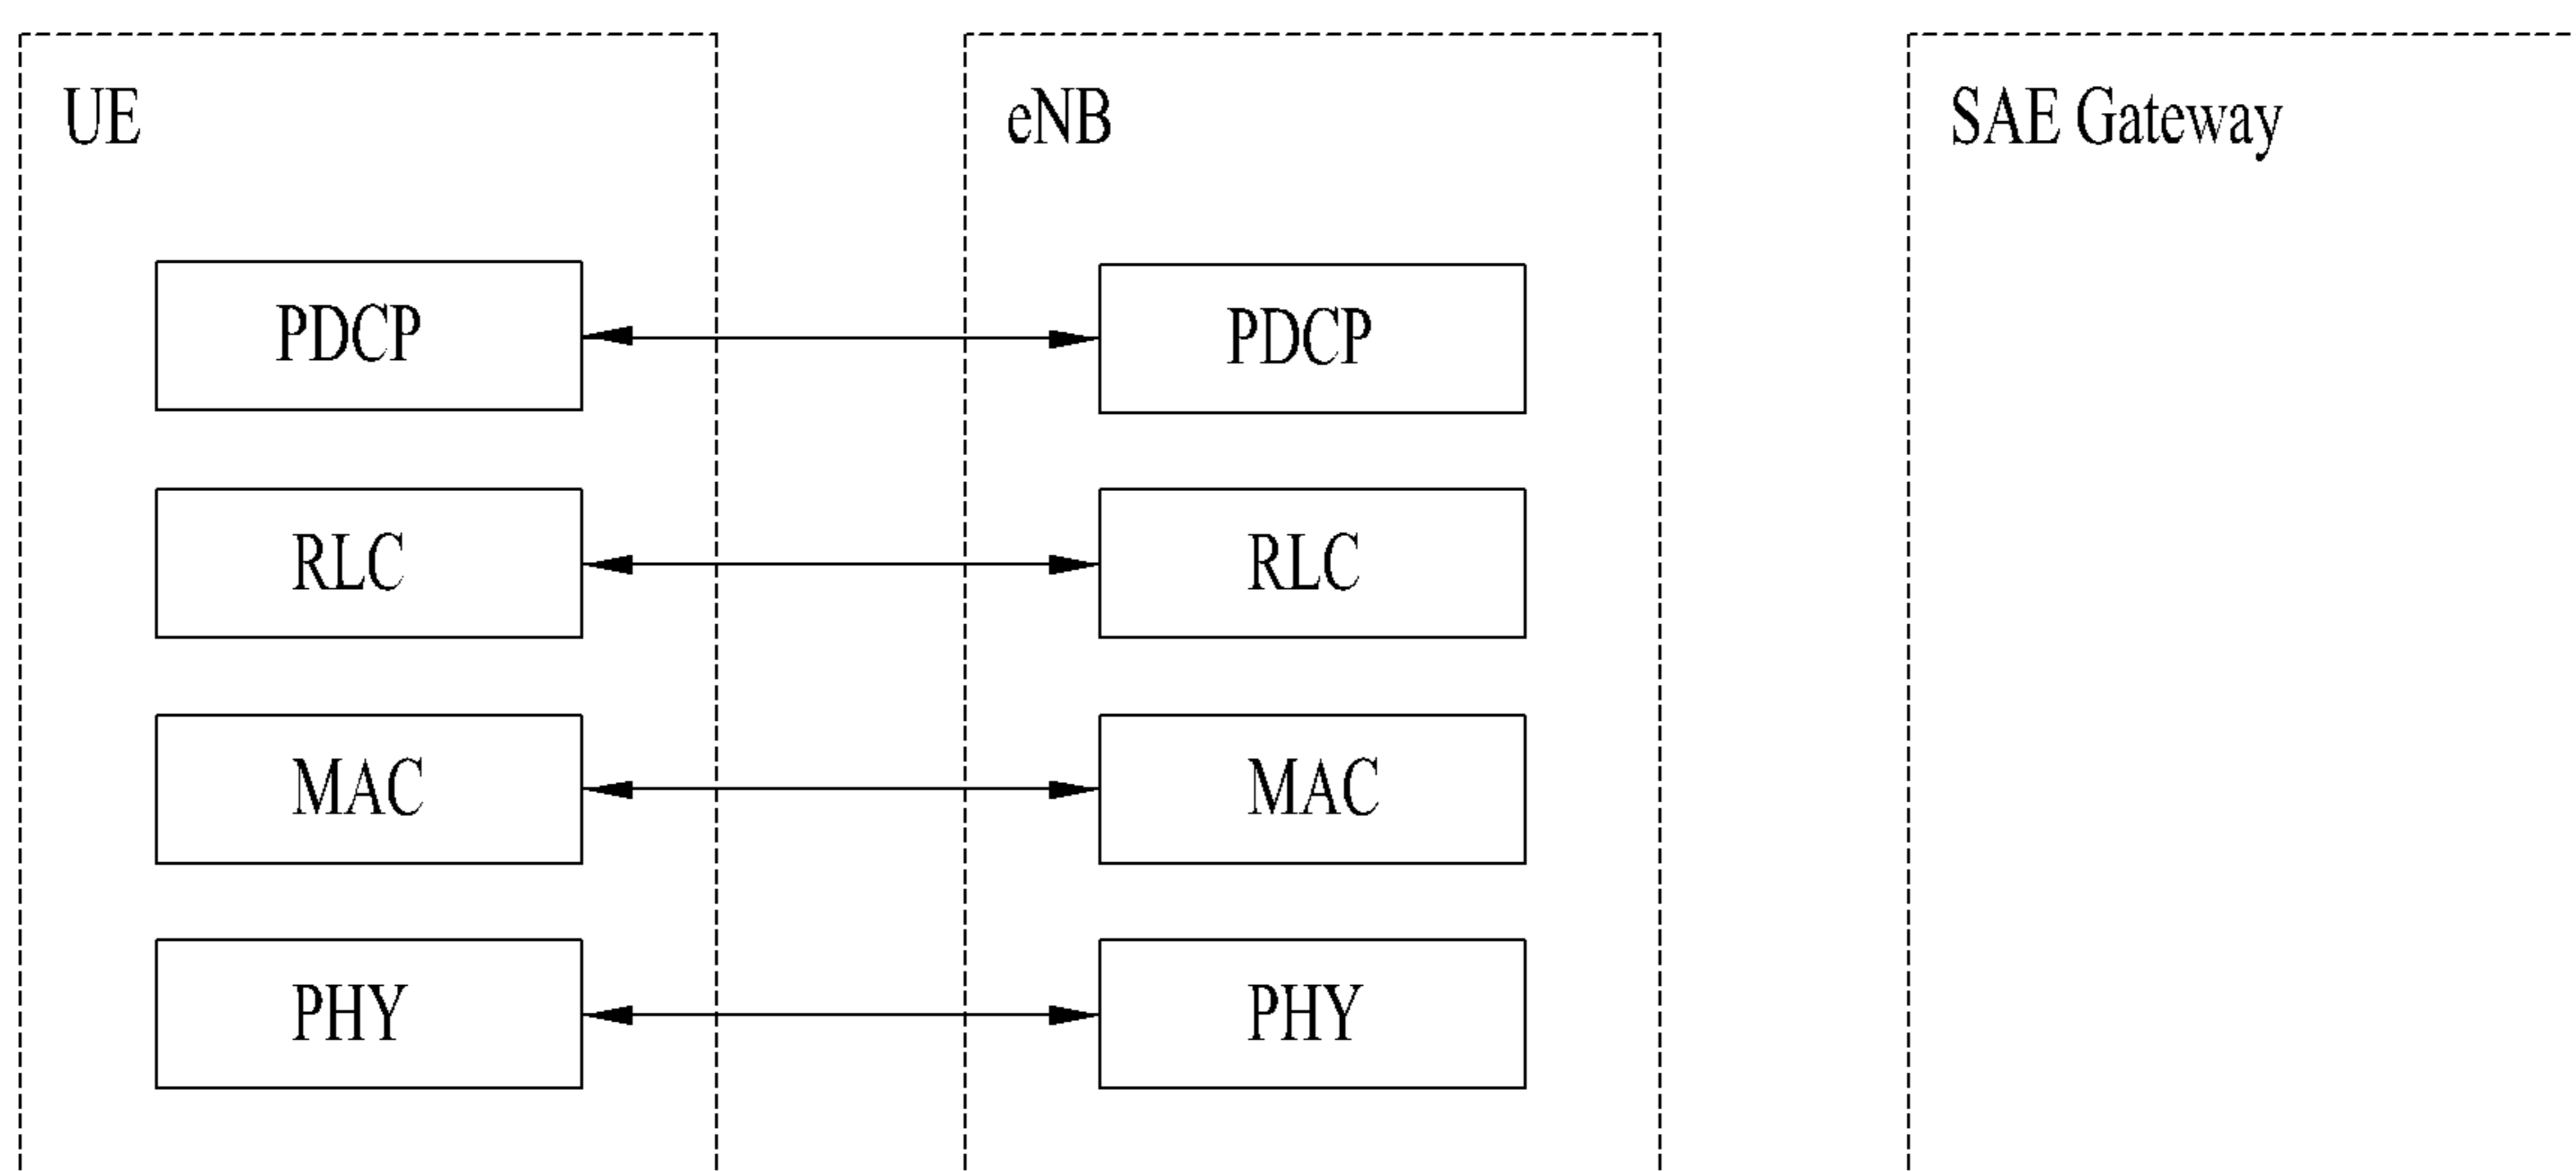 UE
eNB
SAE Gateway
PDCP
PDCP
RLC
RLC
MAC
MAC
PHY
PHY